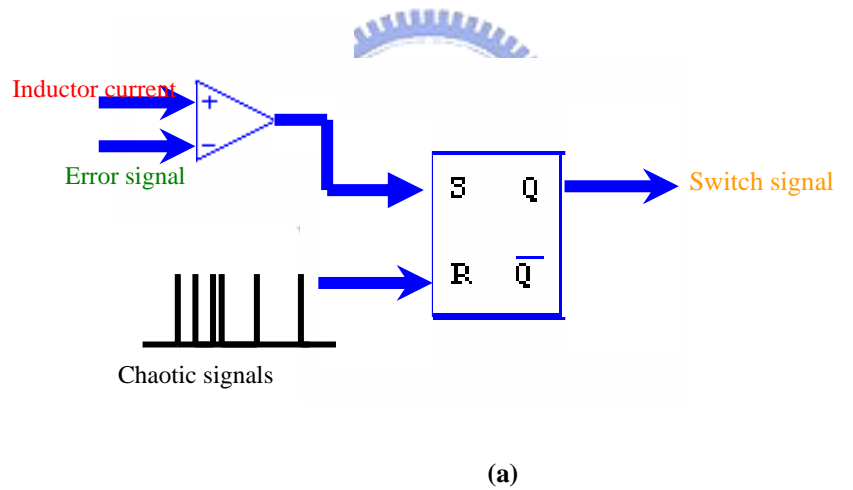 Inductor current
+
−
Error signal
S Q
Switch signal
R Q̅
Chaotic signals
(a)